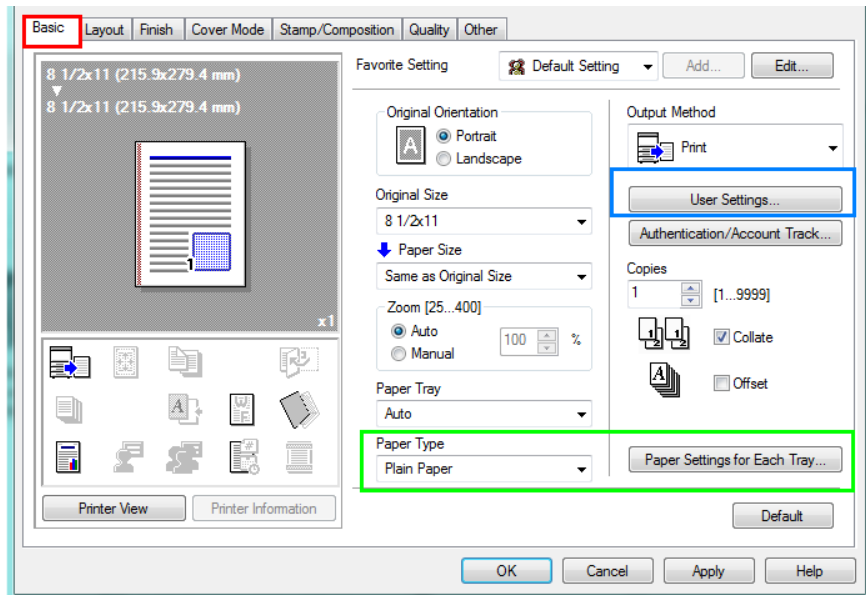 Basic Layout Finish Cover Mode Stamp/Composition Quality Other
8 1/2x11 (215.9x279.4 mm)
8 1/2x11 (215.9x279.4 mm)
1
x1
Printer View Printer Information
Favorite Setting Default Setting Add... Edit...
Original Orientation
A Portrait
Landscape
Original Size
8 1/2x11
Paper Size
Same as Original Size
Zoom [25...400]
Auto
Manual
100 %
Paper Tray
Auto
Paper Type
Plain Paper
Output Method
Print
User Settings...
Authentication/Account Track...
Copies
1 [1...9999]
1 2 1 2 Collate
A Offset
Paper Settings for Each Tray...
Default
OK Cancel Apply Help